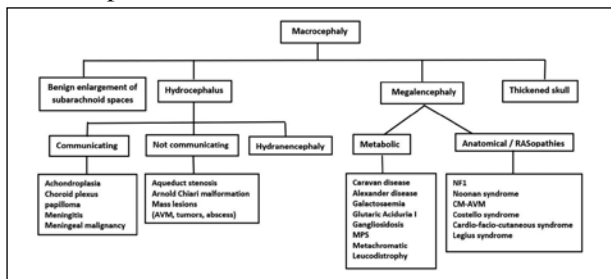 Macrocephaly
Benign enlargement of
subarachnoid spaces
Hydrocephalus
Megalencephaly
Thickened skull
Communicating
Not communicating
Hydranencephaly
Metabolic
Anatomical / RASopathies
Achondroplasia
Choroid plexus
papilloma
Meningitis
Meningeal malignancy
Aqueduct stenosis
Arnold Chiari malformation
Mass lesions
(AVM, tumors, abscess)
Caravan disease
Alexander disease
Galactosaemia
Glutaric Aciduria I
Gangliosidosis
MPS
Metachromatic
Leucodistrophy
NF1
Noonan syndrome
CM-AVM
Costello syndrome
Cardio-facio-cutaneous syndrome
Legius syndrome